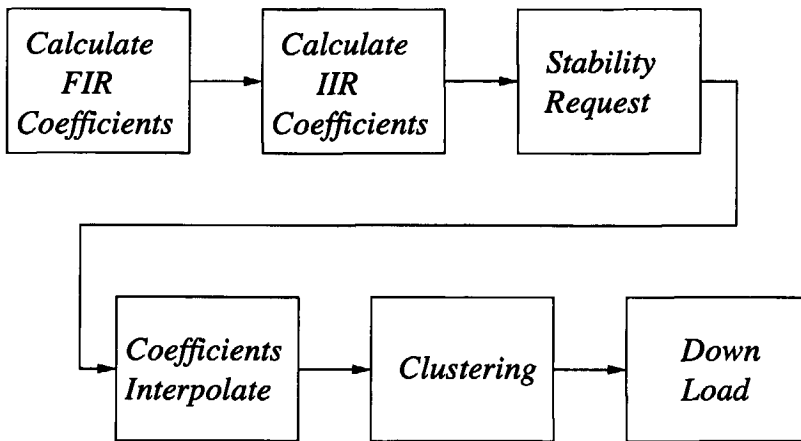 Calculate
FIR
Coefficients
Calculate
IIR
Coefficients
Stability
Request
Coefficients
Interpolate
Clustering
Down
Load